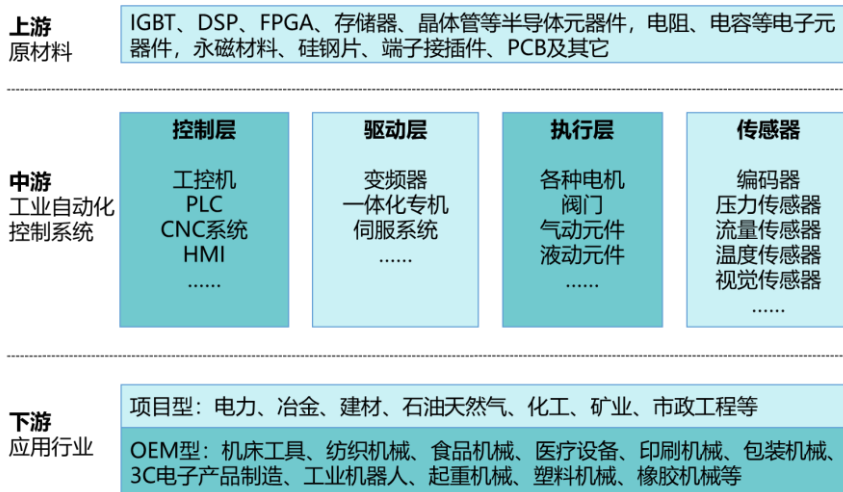 上游
原材料
IGBT、DSP、FPGA、存储器、晶体管等半导体元器件，电阻、电容等电子元
器件，永磁材料、硅钢片、端子接插件、PCB及其它
中游
工业自动化
控制系统
控制层
工控机
PLC
CNC系统
HMI
……
驱动层
变频器
一体化专机
伺服系统
……
执行层
各种电机
阀门
气动元件
液动元件
……
传感器
编码器
压力传感器
流量传感器
温度传感器
视觉传感器
……
下游
应用行业
项目型：电力、冶金、建材、石油天然气、化工、矿业、市政工程等
OEM型：机床工具、纺织机械、食品机械、医疗设备、印刷机械、包装机械、
3C电子产品制造、工业机器人、起重机械、塑料机械、橡胶机械等